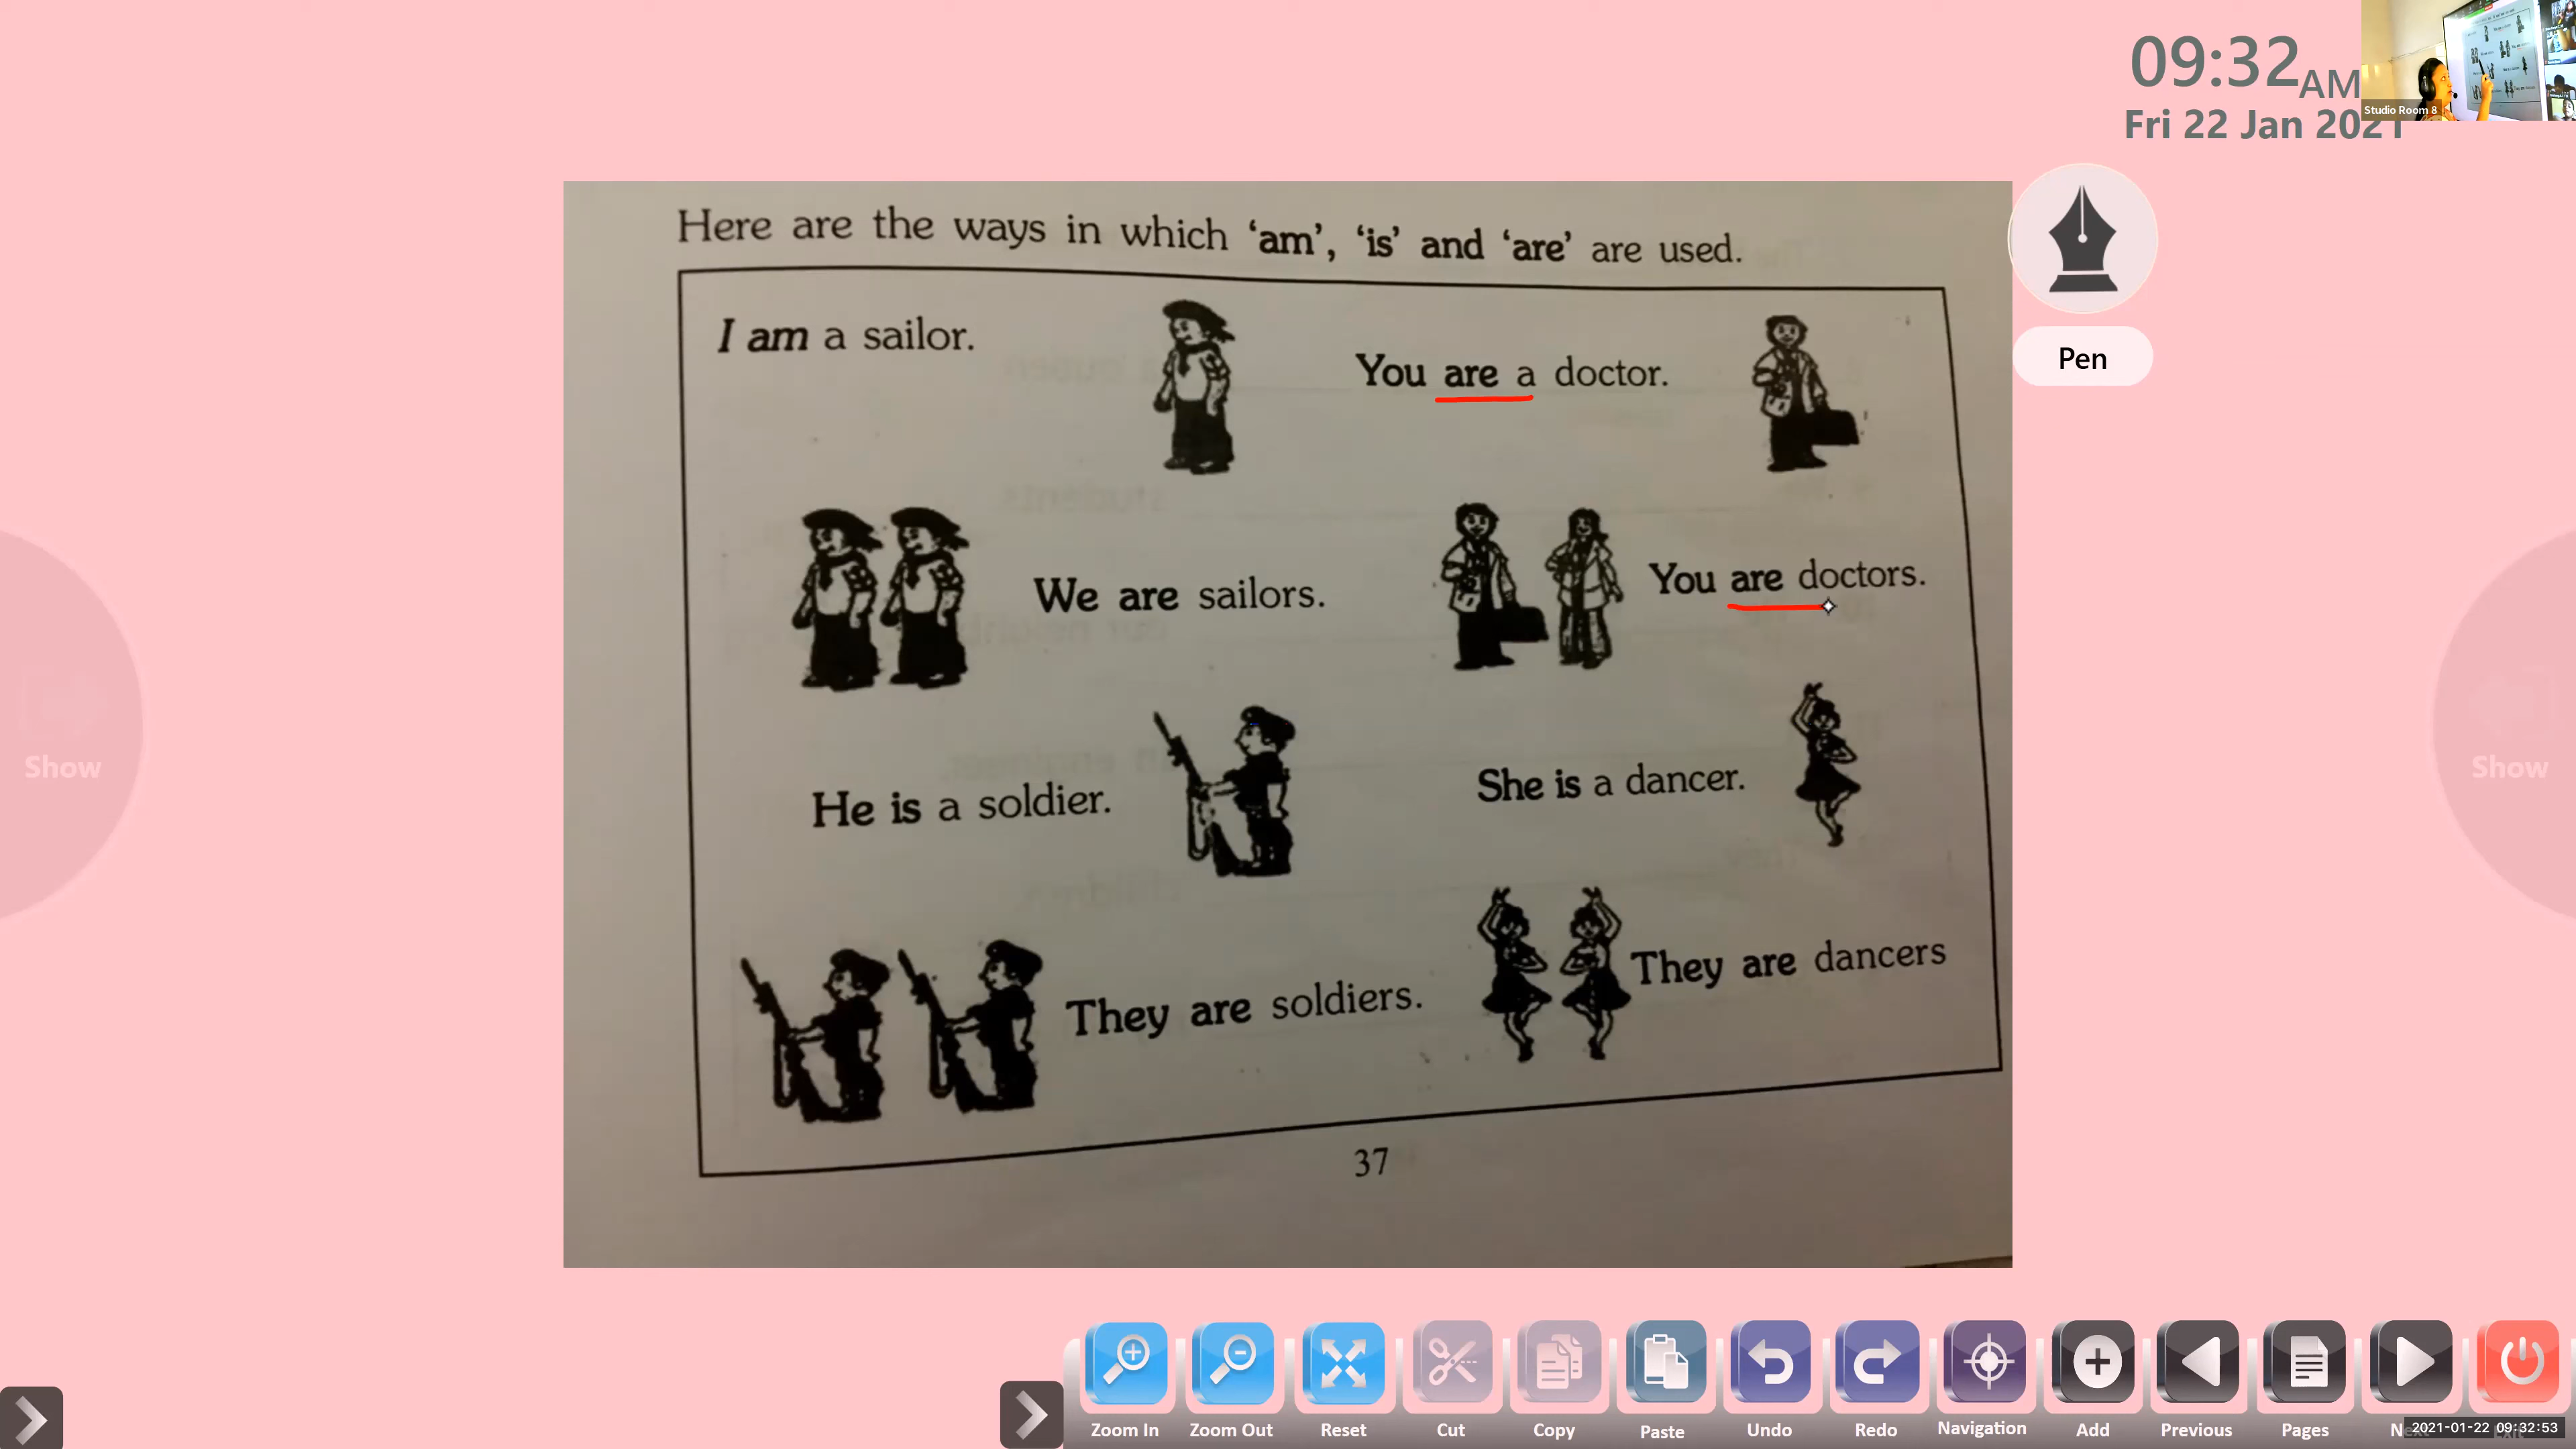 09:32 AM
Fri 22 Jan 2021
Studio Room 8
Pen
Here are the ways in which ‘am’, ‘is’ and ‘are’ are used.
I am a sailor.
You are a doctor.
We are sailors.
You are doctors.
He is a soldier.
She is a dancer.
They are soldiers.
They are dancers
37
Show
Show
Zoom In
Zoom Out
Reset
Cut
Copy
Paste
Undo
Redo
Navigation
Add
Previous
Pages
2021-01-22 09:32:53